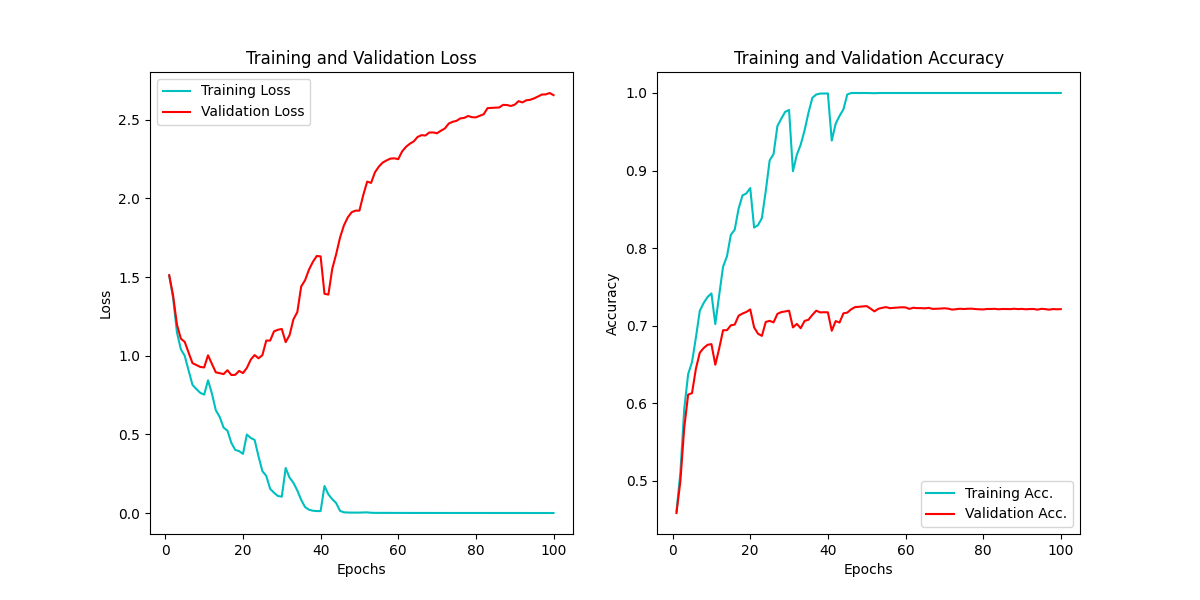 Training and Validation Loss
Training Loss
Validation Loss
2.5
2.0
1.5
1.0
0.5
0.0
Loss
0 20 40 60 80 100
Epochs
Training and Validation Accuracy
1.0
0.9
0.8
0.7
0.6
0.5
Accuracy
Training Acc.
Validation Acc.
0 20 40 60 80 100
Epochs